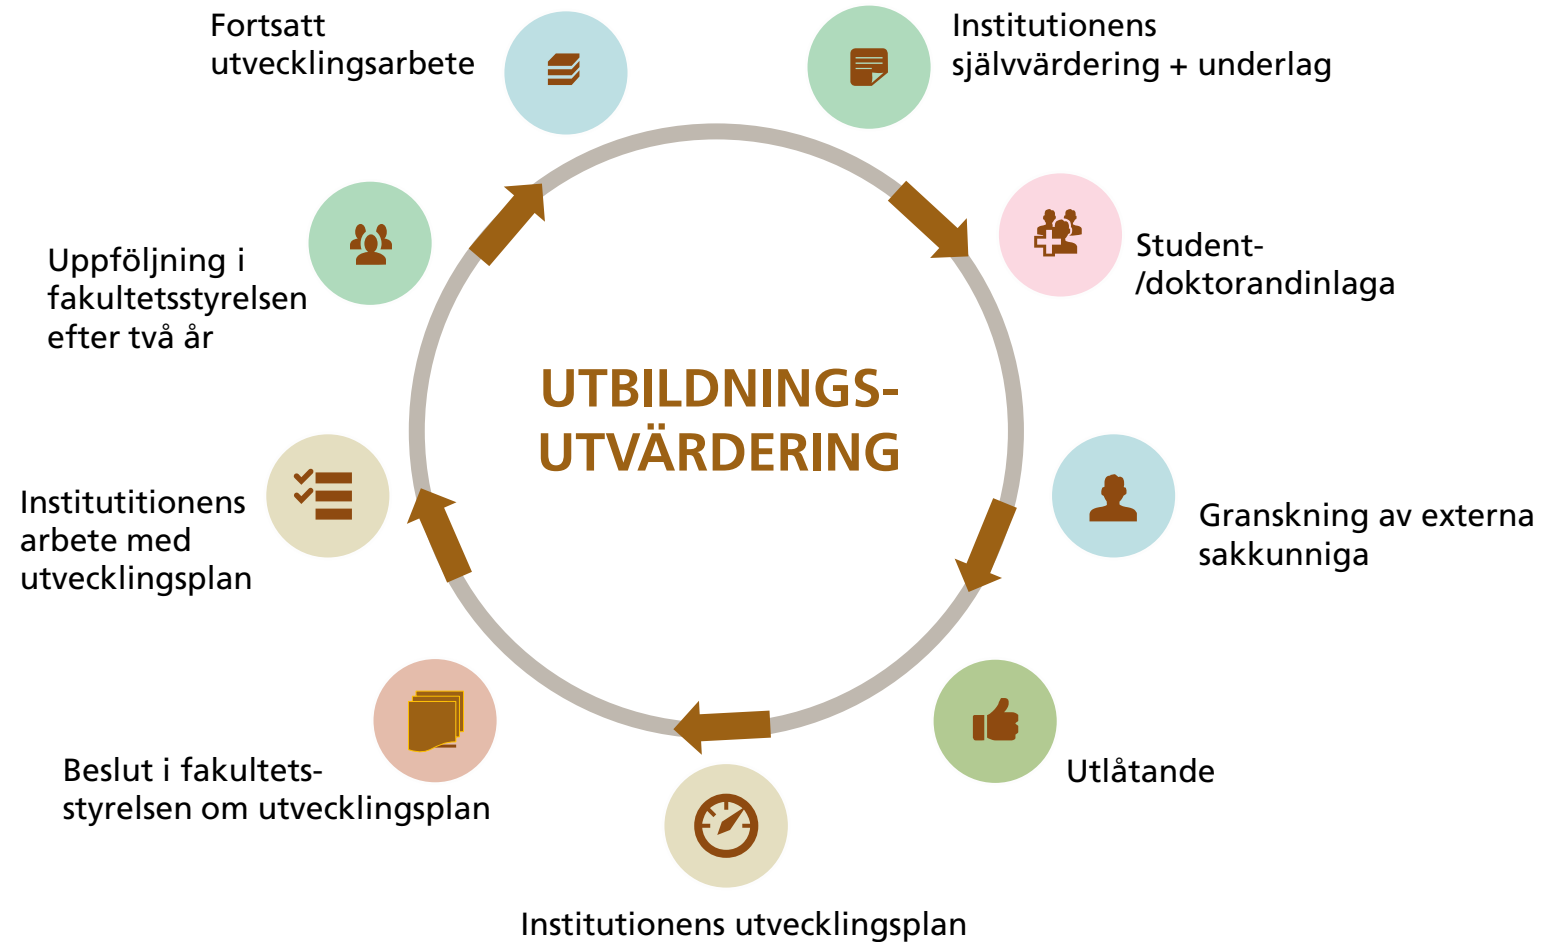 Fortsatt
utvecklingsarbete
Institutionens
självvärdering + underlag
Student-
/doktorandinlaga
Uppföljning i
fakultetsstyrelsen
efter två år
UTBILDNINGS-
UTVÄRDERING
Institutitionens
arbete med
utvecklingsplan
Granskning av externa
sakkunniga
Beslut i fakultets-
styrelsen om utvecklingsplan
Utlåtande
Institutionens utvecklingsplan